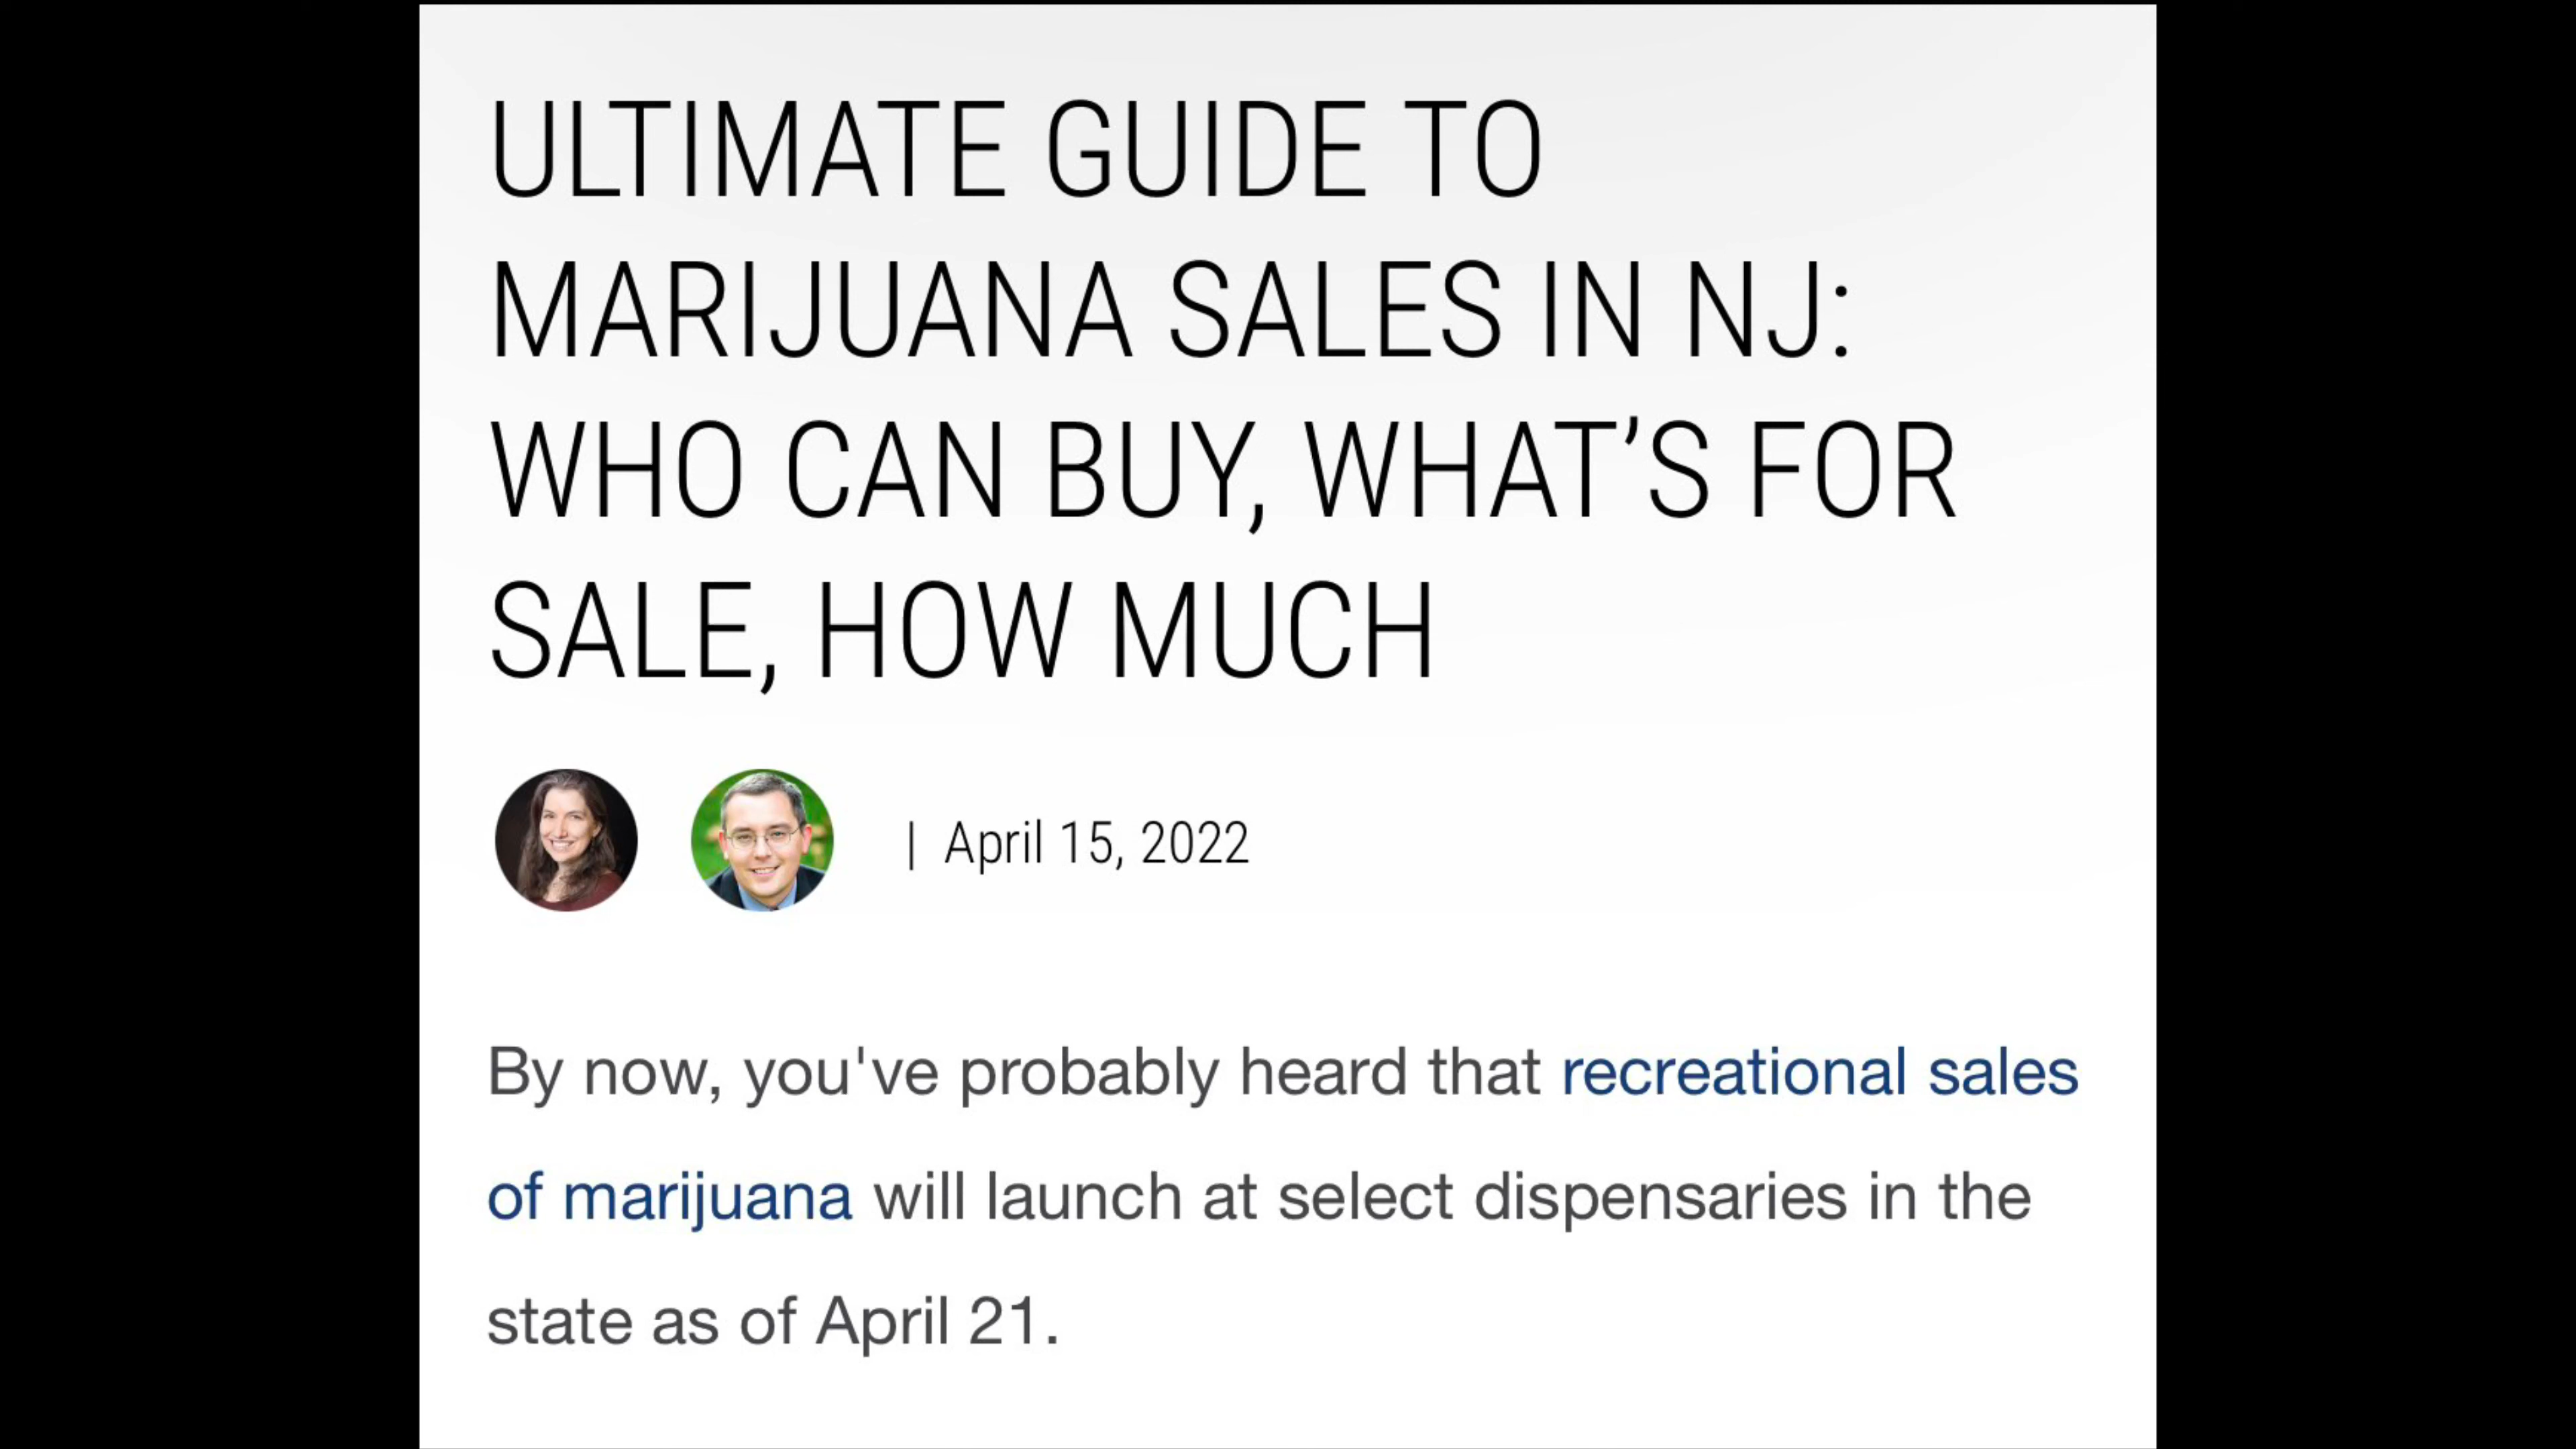 ULTIMATE GUIDE TO
MARIJUANA SALES IN NJ:
WHO CAN BUY, WHAT’S FOR
SALE, HOW MUCH
| April 15, 2022
By now, you've probably heard that recreational sales
of marijuana will launch at select dispensaries in the
state as of April 21.